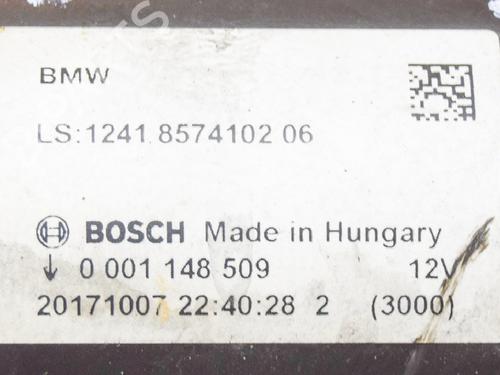 BMW
LS:1241 8574102 06
BOSCH Made in Hungary
↓ 0 001 148 509 12V
20171007 22:40:28 2 (3000)